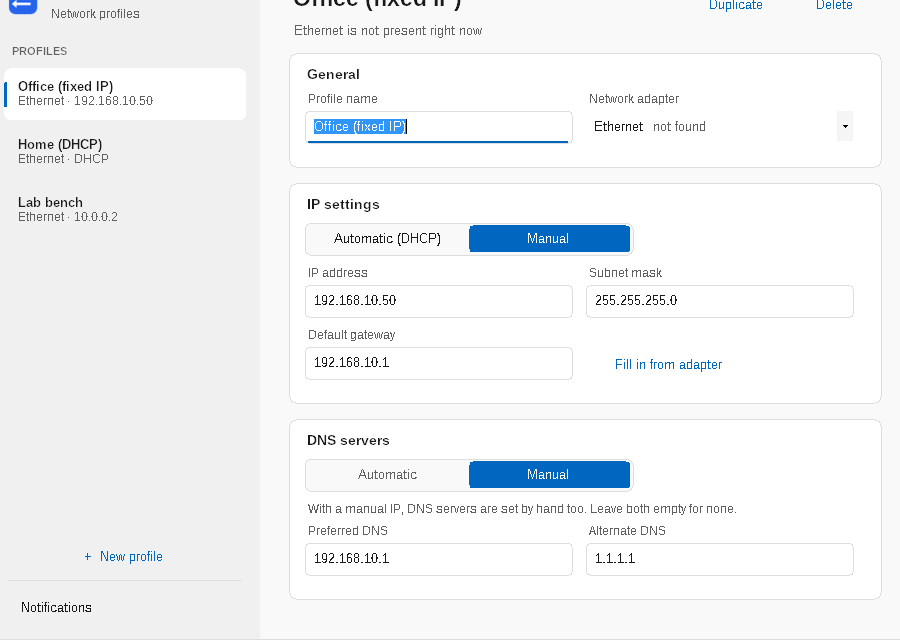 Network profiles
PROFILES
Office (fixed IP)
Ethernet · 192.168.10.50
Home (DHCP)
Ethernet · DHCP
Lab bench
Ethernet · 10.0.0.2
+ New profile
Notifications
Office (fixed IP)
Duplicate
Delete
Ethernet is not present right now
General
Profile name
Network adapter
Office (fixed IP)
Ethernet not found
IP settings
Automatic (DHCP)
Manual
IP address
Subnet mask
192.168.10.50
255.255.255.0
Default gateway
192.168.10.1
Fill in from adapter
DNS servers
Automatic
Manual
With a manual IP, DNS servers are set by hand too. Leave both empty for none.
Preferred DNS
Alternate DNS
192.168.10.1
1.1.1.1